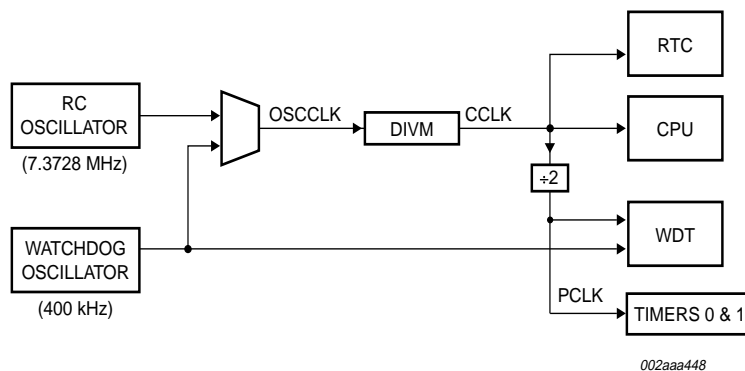 RTC
RC
OSCILLATOR
(7.3728 MHz)
OSCCLK
DIVM
CCLK
CPU
÷2
WATCHDOG
OSCILLATOR
(400 kHz)
WDT
PCLK
TIMERS 0 & 1
002aaa448